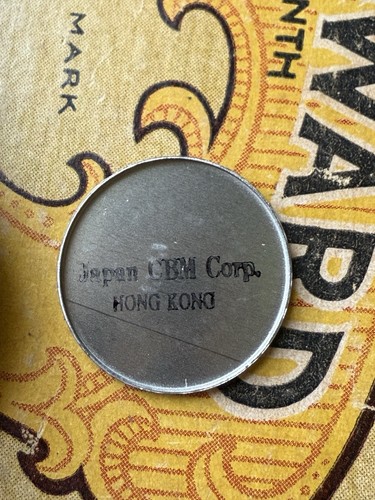 MARK
NTH
WARD
Japan CBM Corp.
HONG KONG